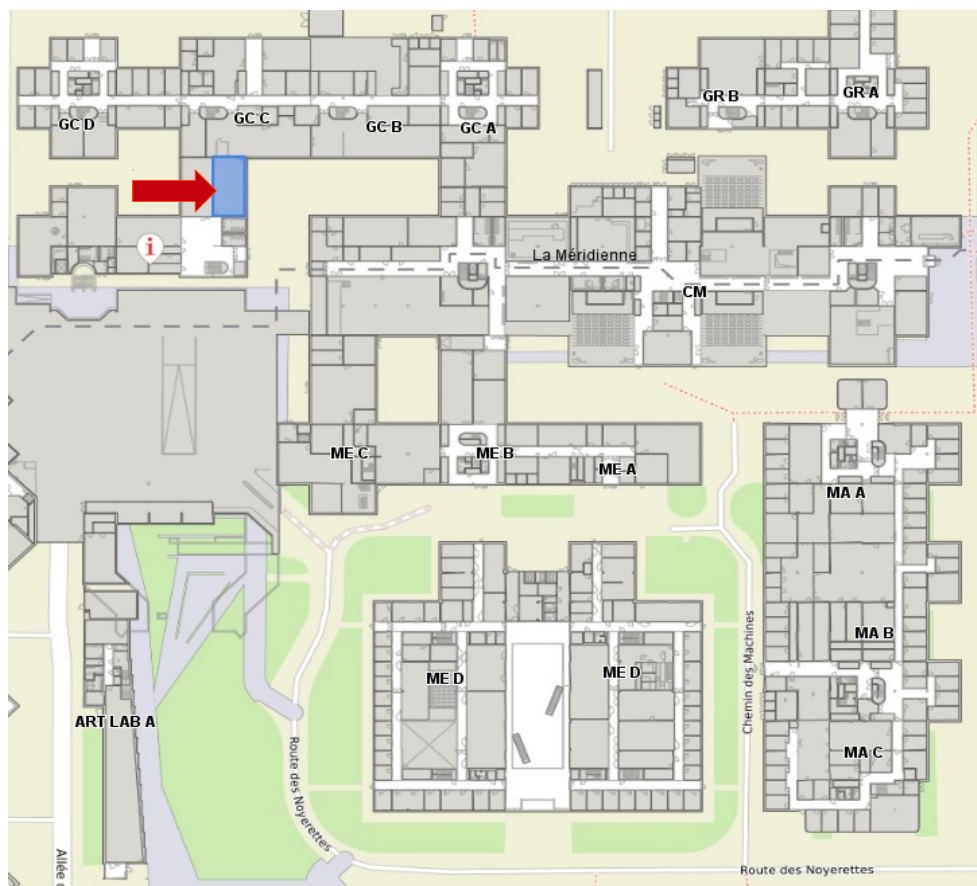 GR A
GR B
GC D
GC C
GC B
GC A
i
La Méridienne
CM
ME C
ME B
ME A
MA A
MA B
ME D
ME D
Chemin des Machines
ART LAB A
MA C
Route des Noyerettes
Allée d
Route des Noyerettes